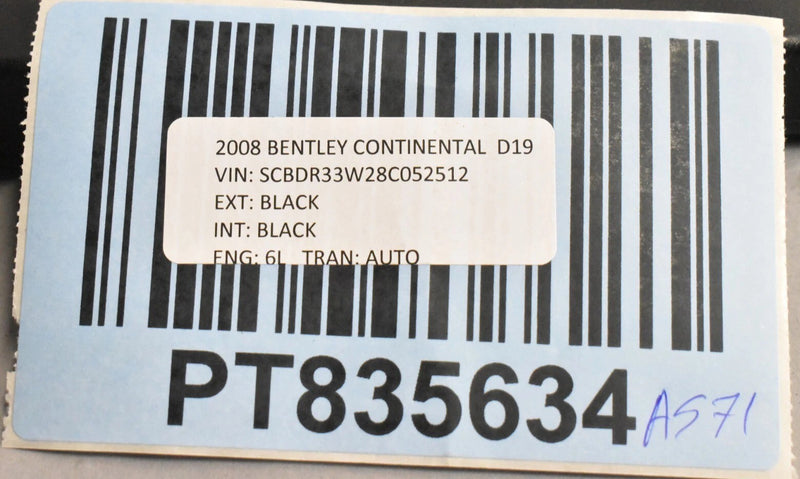 2008 BENTLEY CONTINENTAL D19
VIN: SCBDR33W28C052512
EXT: BLACK
INT: BLACK
ENG: 6L TRAN: AUTO
PT835634
AS71